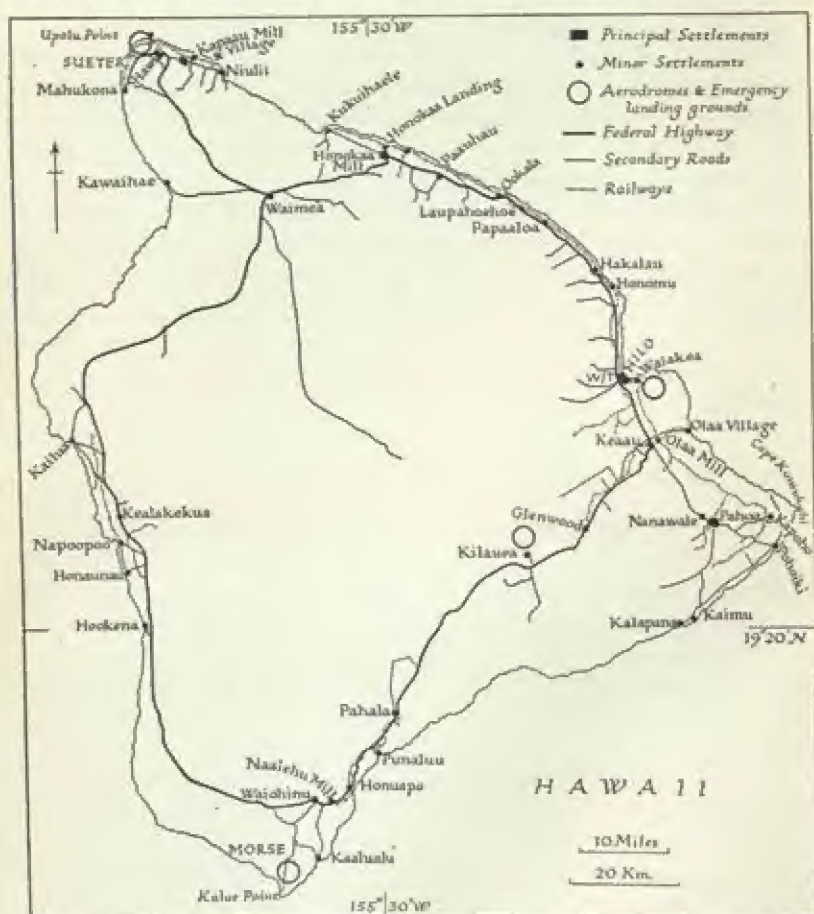 155° 30' W
Upolu Point
SUETER
Hawi
Kapaau Mill
Village
Niulii
Mahukona
Principal Settlements
Minor Settlements
Aerodromes & Emergency
landing grounds
Federal Highway
Secondary Roads
Railways
Kukuihaele
Honokaa Landing
Honokaa
Mill
Paauhau
Ookala
Kawaihae
Waimea
Laupahoehoe
Papaaloa
Hakalau
Honomu
W/T
HILO
Waiakea
Olaa Village
Keaau
Olaa Mill
Cape Kumukahi
Kailua
Kealakekua
Glenwood
Nanawale
Pahoa
Kapoho
Pohoiki
Napoopoo
Kilauea
Honaunau
Hookena
Kalapana
Kaimu
19° 20' N
Pahala
Punaluu
Naalehu Mill
Honuapo
Waiohinu
HAWAII
MORSE
Kaalualu
10 Miles
20 Km.
Kalae Point
155° 30' W